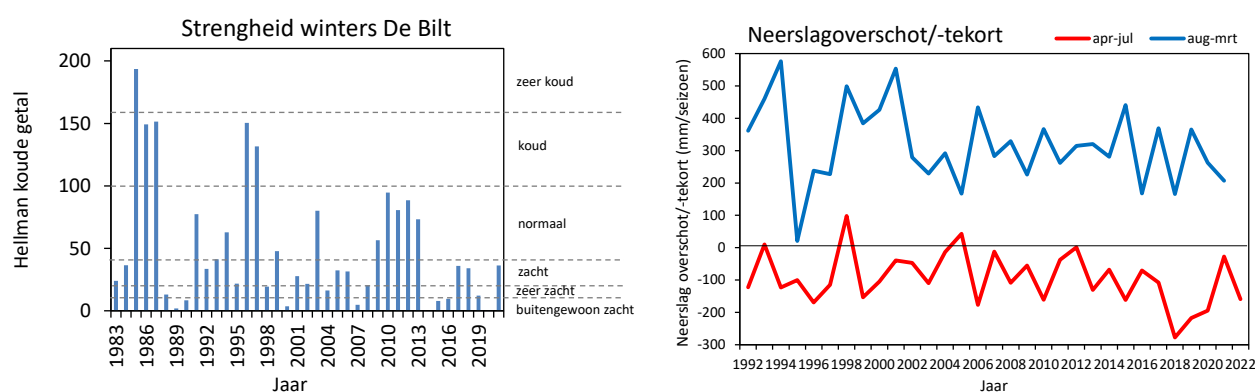 Strengheid winters De Bilt
Hellman koude getal
200
150
100
50
0
zeer koud
koud
normaal
zacht
zeer zacht
buitengewoon zacht
1983
1986
1989
1992
1995
1998
2001
2004
2007
2010
2013
2016
2019
Jaar
Neerslagoverschot/-tekort
apr-jul
aug-mrt
Neerslag overschot/-tekort (mm/seizoen)
600
500
400
300
200
100
0
-100
-200
-300
1992 1994 1996 1998 2000 2002 2004 2006 2008 2010 2012 2014 2016 2018 2020 2022
Jaar